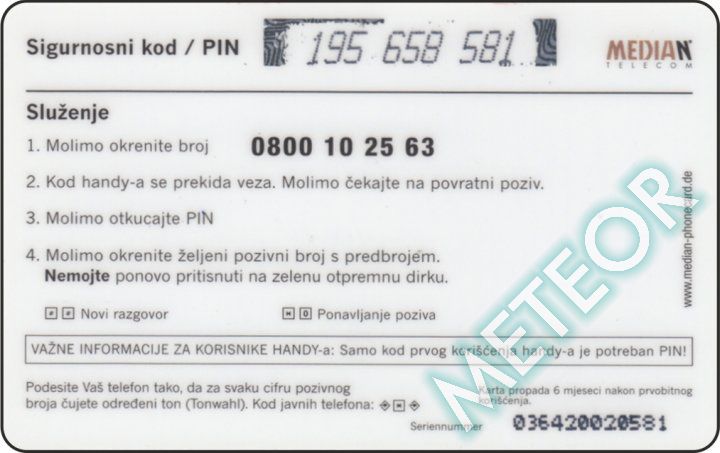 Sigurnosni kod / PIN 195 658 581 MEDIAN
TELECOM
Služenje
1. Molimo okrenite broj 0800 10 25 63
2. Kod handy-a se prekida veza. Molimo čekajte na povratni poziv.
3. Molimo otkucajte PIN
4. Molimo okrenite željeni pozivni broj s predbrojem.
Nemojte ponovo pritisnuti na zelenu otpremnu dirku.
www.median-phonecard.de
# # Novi razgovor * 0 Ponavljanje poziva
VAŽNE INFORMACIJE ZA KORISNIKE HANDY-a: Samo kod prvog korišćenja handy-a je potreban PIN!
Podesite Vaš telefon tako, da za svaku cifru pozivnog
broja čujete određeni ton (Tonwahl). Kod javnih telefona:
Karta propada 6 mjeseci nakon prvobitnog
korišćenja.
Seriennummer 036420020581
METEOR